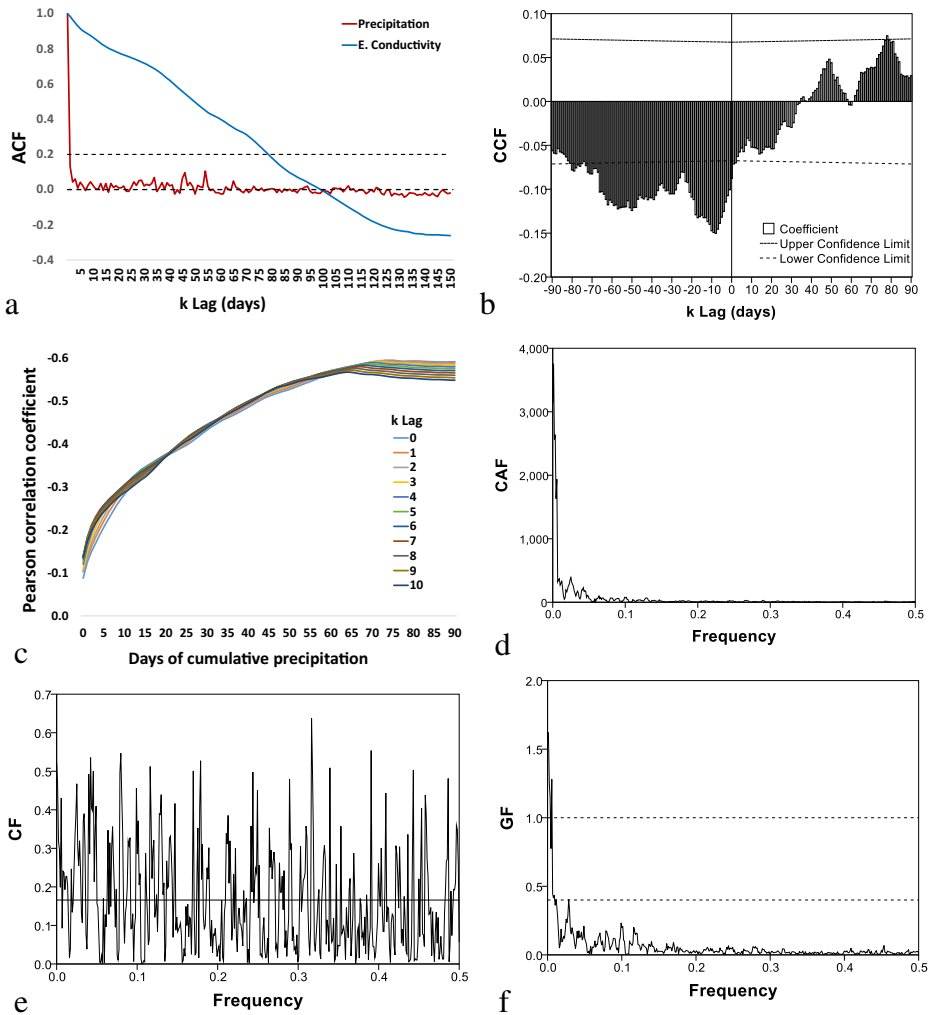 1.0
0.8
0.6
0.4
0.2
0.0
-0.2
-0.4
ACF
Precipitation
E. Conductivity
5 10 15 20 25 30 35 40 45 50 55 60 65 70 75 80 85 90 95 100 105 110 115 120 125 130 135 140 145 150
k Lag (days)
a
0.10
0.05
0.00
-0.05
-0.10
-0.15
-0.20
CCF
Coefficient
Upper Confidence Limit
Lower Confidence Limit
-90 -80 -70 -60 -50 -40 -30 -20 -10 0 10 20 30 40 50 60 70 80 90
k Lag (days)
b
-0.6
-0.5
-0.4
-0.3
-0.2
-0.1
0.0
Pearson correlation coefficient
k Lag
0
1
2
3
4
5
6
7
8
9
10
0 5 10 15 20 25 30 35 40 45 50 55 60 65 70 75 80 85 90
Days of cumulative precipitation
c
4,000
3,000
2,000
1,000
0
CAF
0.0 0.1 0.2 0.3 0.4 0.5
Frequency
d
0.7
0.6
0.5
0.4
0.3
0.2
0.1
0.0
CF
0.0 0.1 0.2 0.3 0.4 0.5
Frequency
e
2.0
1.5
1.0
0.5
0.0
GF
0.0 0.1 0.2 0.3 0.4 0.5
Frequency
f